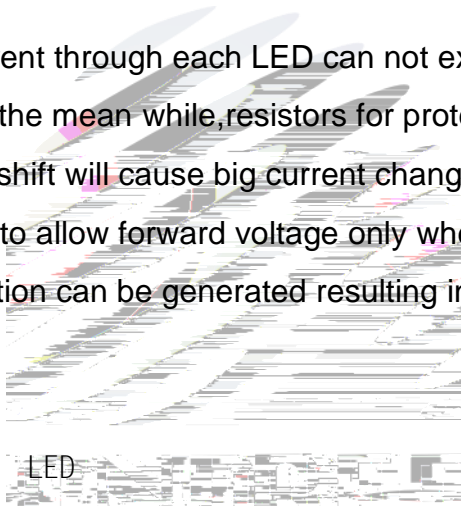 ent through each LED can not ex
the mean while,resistors for prote
shift will cause big current chang
to allow forward voltage only whe
tion can be generated resulting in
LED